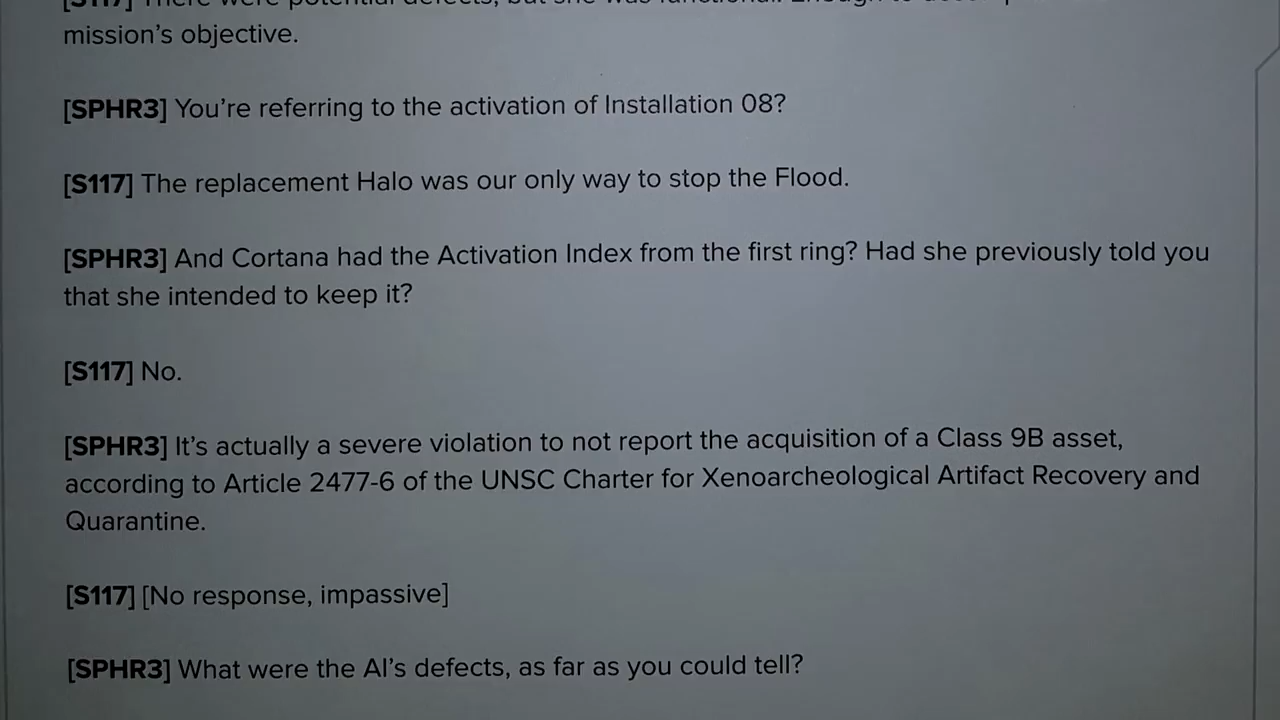 mission’s objective.
[SPHR3] You’re referring to the activation of Installation 08?
[S117] The replacement Halo was our only way to stop the Flood.
[SPHR3] And Cortana had the Activation Index from the first ring? Had she previously told you
that she intended to keep it?
[S117] No.
[SPHR3] It’s actually a severe violation to not report the acquisition of a Class 9B asset,
according to Article 2477-6 of the UNSC Charter for Xenoarcheological Artifact Recovery and
Quarantine.
[S117] [No response, impassive]
[SPHR3] What were the AI’s defects, as far as you could tell?